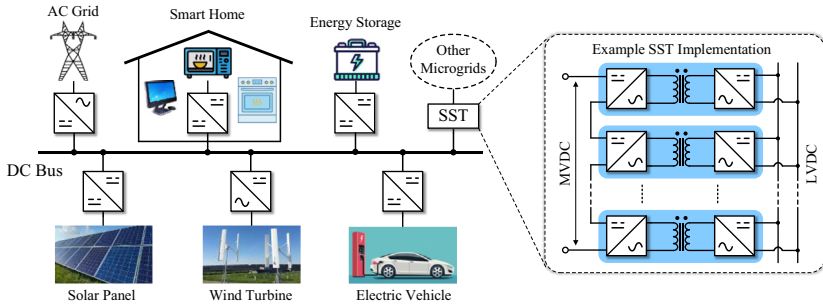 AC Grid
Smart Home
Energy Storage
Other
Microgrids
SST
DC Bus
Solar Panel
Wind Turbine
Electric Vehicle
Example SST Implementation
MVDC
LVDC